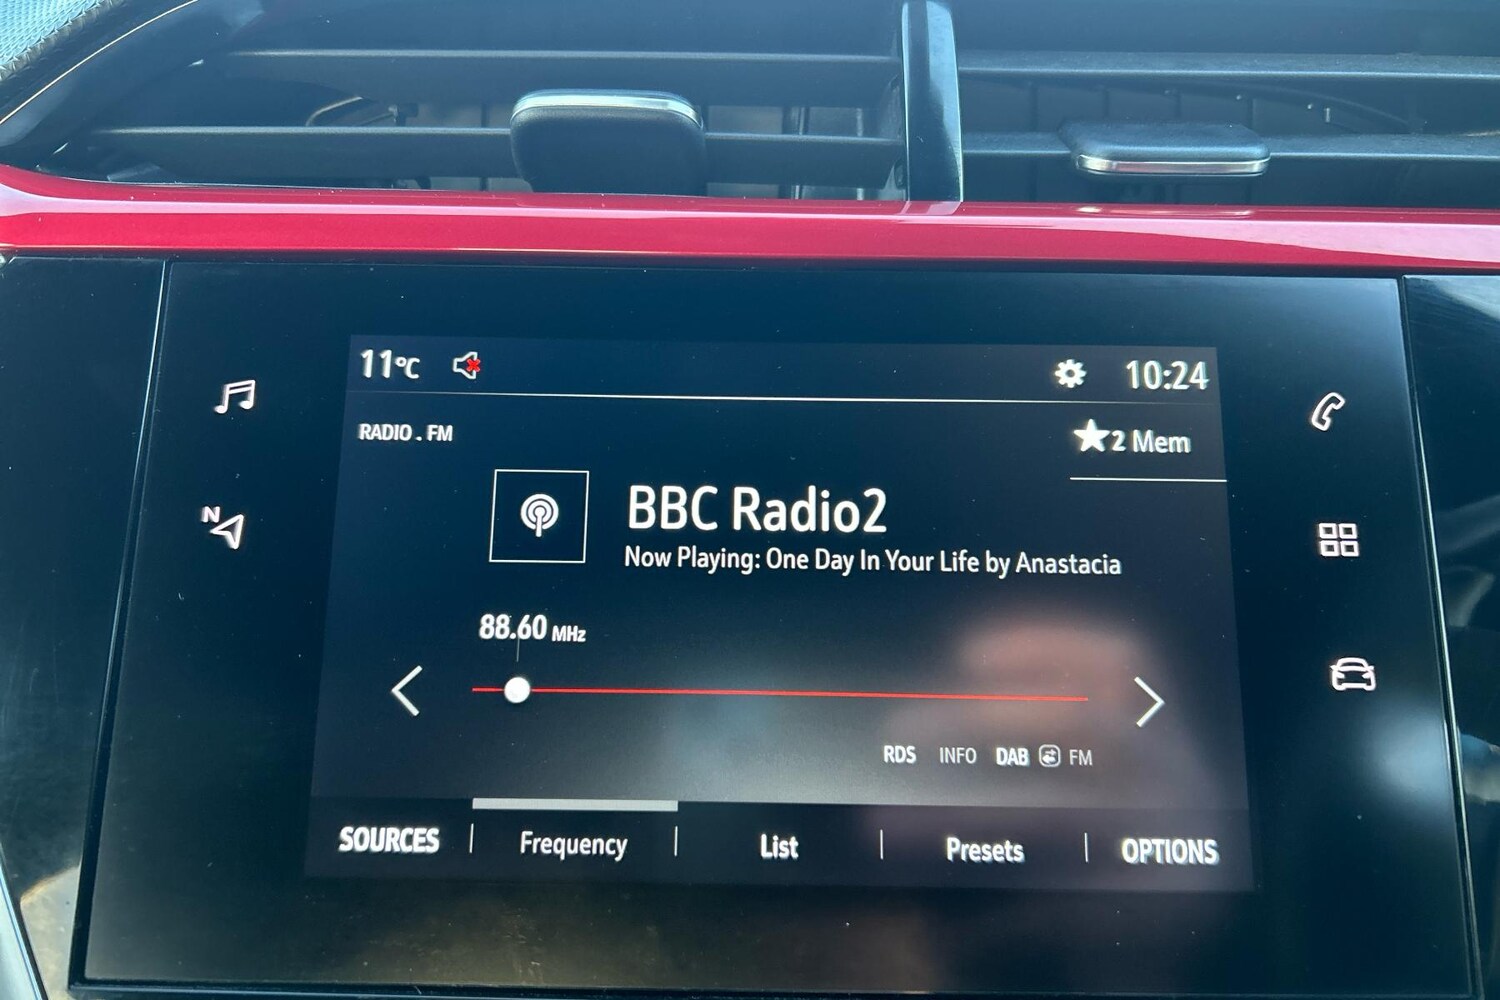 11°C 10:24
RADIO . FM
★2 Mem
BBC Radio2
Now Playing: One Day In Your Life by Anastacia
88.60 MHz
N
RDS INFO DAB FM
SOURCES | Frequency | List | Presets | OPTIONS